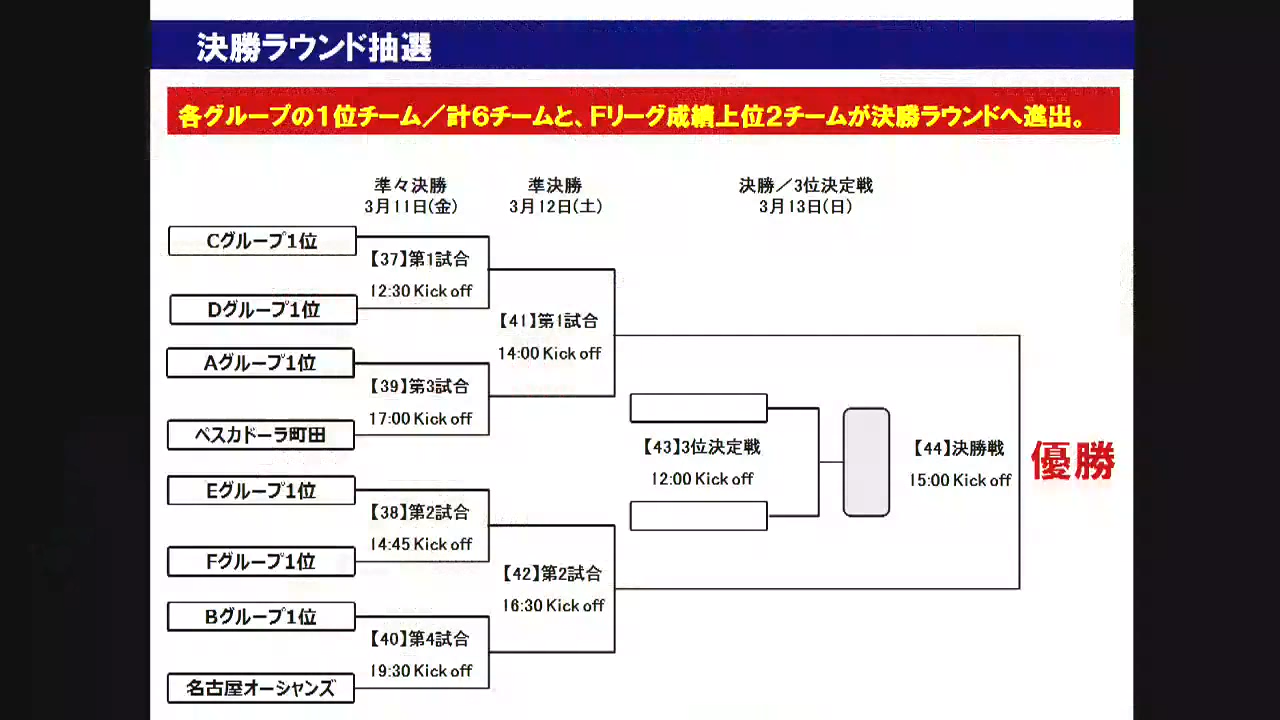 決勝ラウンド抽選
各グループの1位チーム／計6チームと、Fリーグ成績上位2チームが決勝ラウンドへ進出。
準々決勝
3月11日(金)
準決勝
3月12日(土)
決勝／3位決定戦
3月13日(日)
Cグループ1位
【37】第1試合
12:30 Kick off
Dグループ1位
【41】第1試合
14:00 Kick off
Aグループ1位
【39】第3試合
17:00 Kick off
ペスカドーラ町田
【43】3位決定戦
12:00 Kick off
【44】決勝戦
15:00 Kick off
優勝
Eグループ1位
【38】第2試合
14:45 Kick off
Fグループ1位
【42】第2試合
16:30 Kick off
Bグループ1位
【40】第4試合
19:30 Kick off
名古屋オーシャンズ